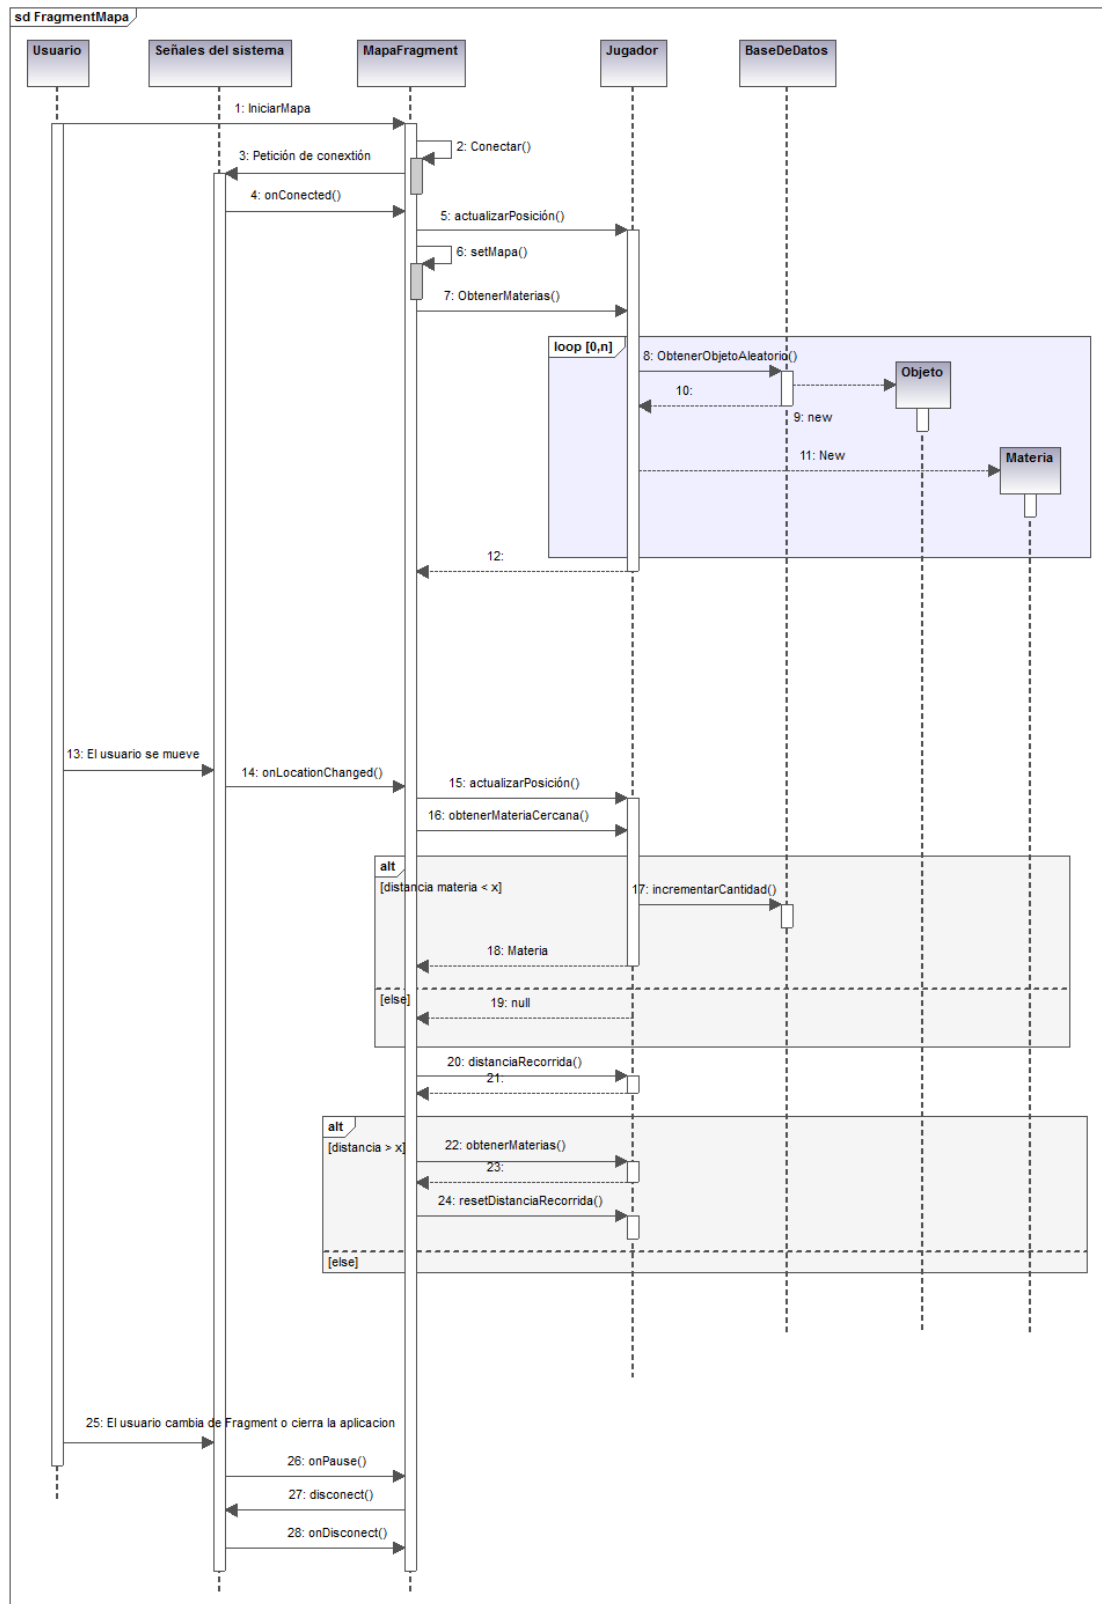 sd FragmentMapa
Usuario
Señales del sistema
MapaFragment
Jugador
BaseDeDatos
1: IniciarMapa
2: Conectar()
3: Petición de conextión
4: onConected()
5: actualizarPosición()
6: setMapa()
7: ObtenerMaterias()
loop [0,n]
8: ObtenerObjetoAleatorio()
Objeto
10:
9: new
11: New
Materia
12:
13: El usuario se mueve
14: onLocationChanged()
15: actualizarPosición()
16: obtenerMateriaCercana()
alt
[distancia materia < x]
17: incrementarCantidad()
18: Materia
[else]
19: null
20: distanciaRecorrida()
21:
alt
[distancia > x]
22: obtenerMaterias()
23:
24: resetDistanciaRecorrida()
[else]
25: El usuario cambia de Fragment o cierra la aplicacion
26: onPause()
27: disconect()
28: onDisconect()